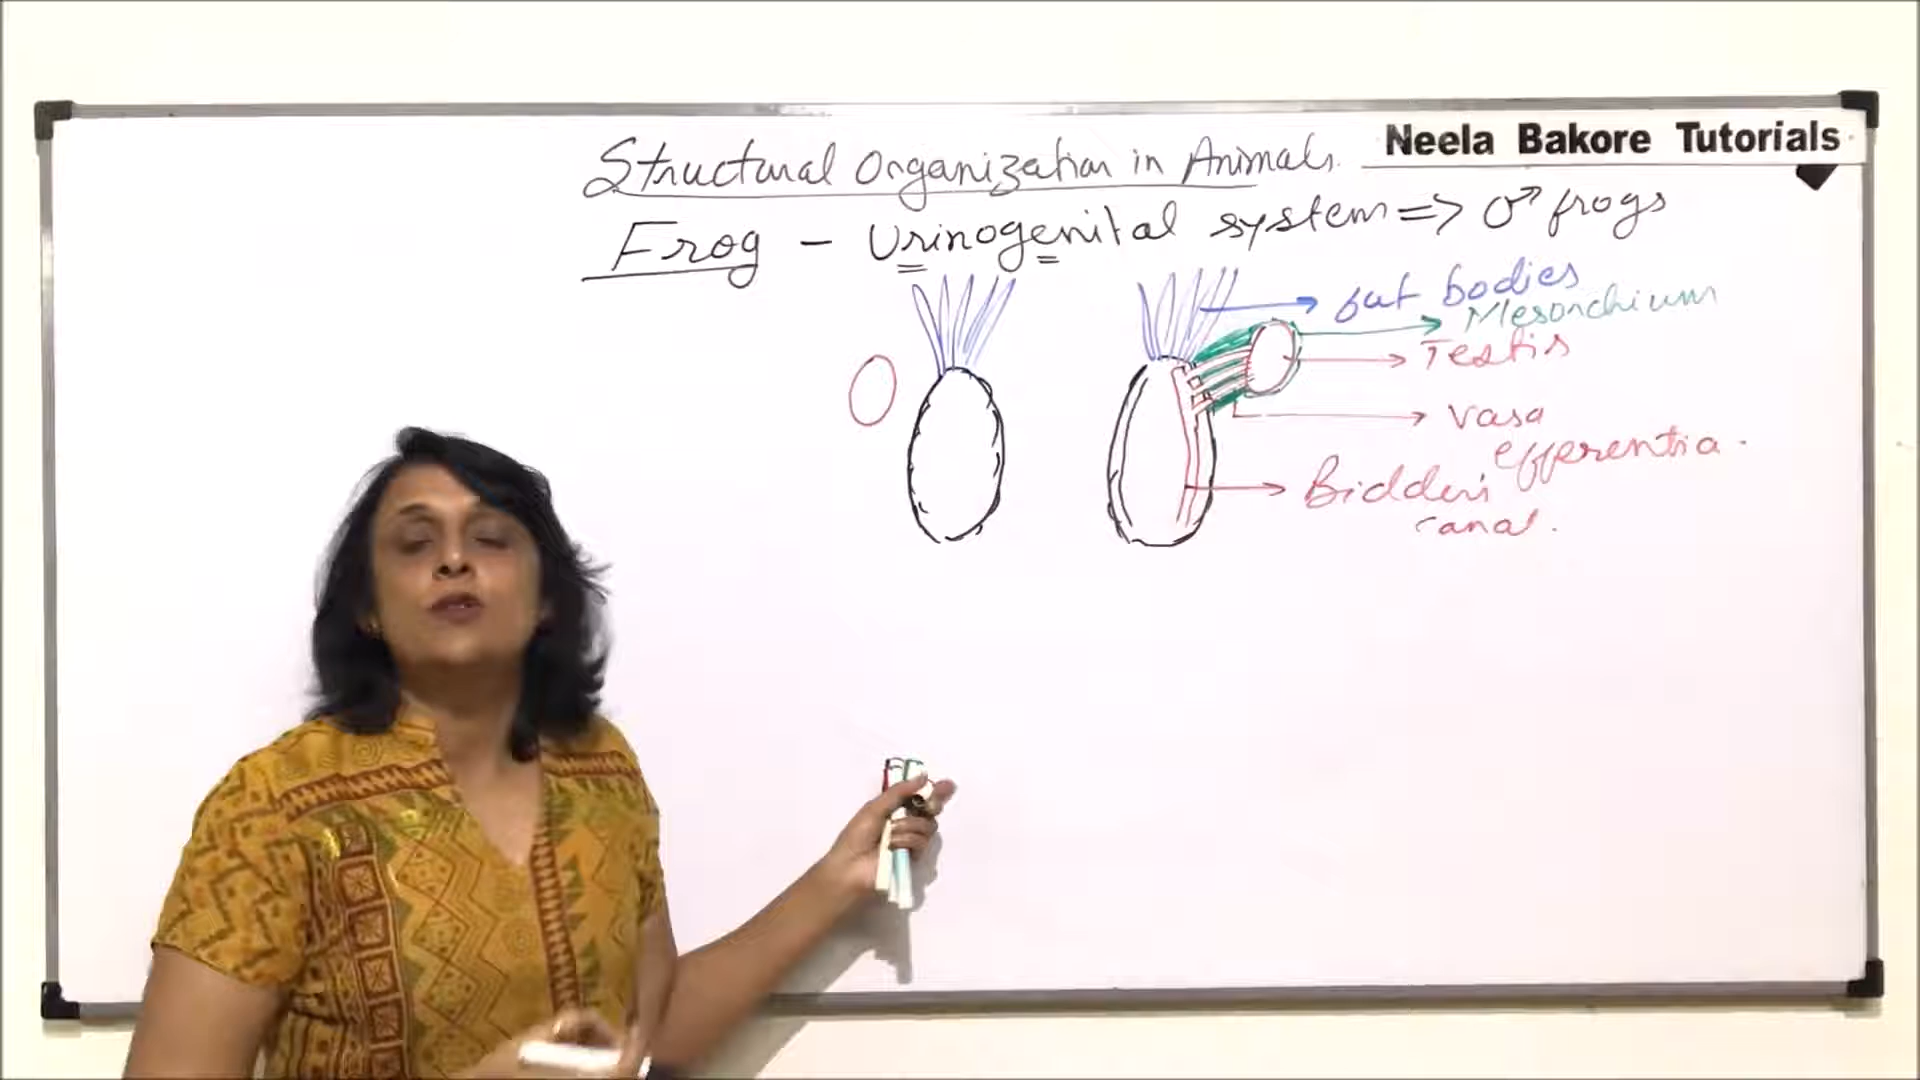 Neela Bakore Tutorials
Structural Organization in Animals.
Frog - Urinogenital system => ♂ frogs
fat bodies
Mesorchium
Testis
Vasa
efferentia.
Bidder's
canal.